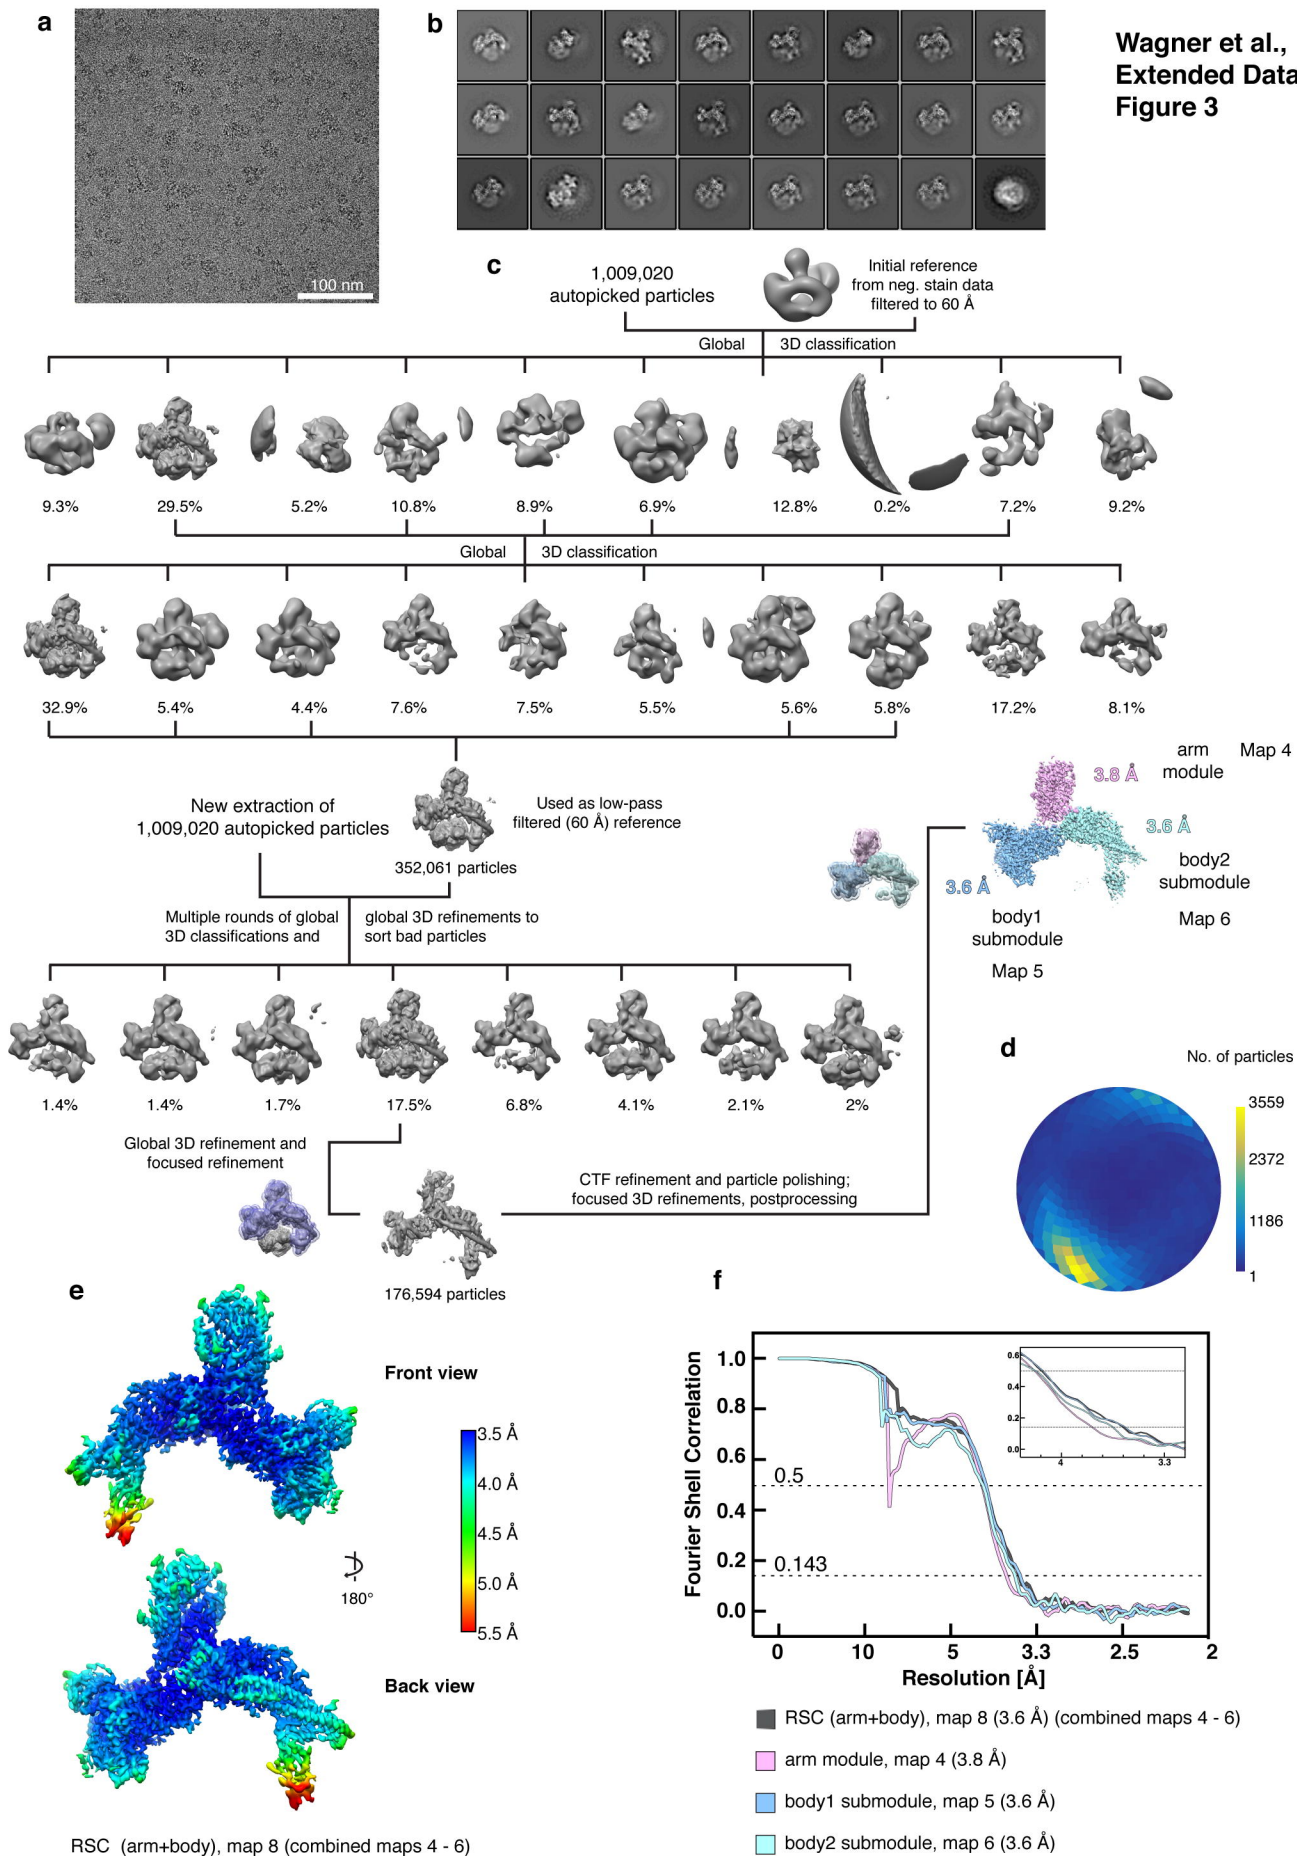 a
b
Wagner et al.,
Extended Data
Figure 3
100 nm
c
1,009,020
autopicked particles
Initial reference
from neg. stain data
filtered to 60 Å
Global 3D classification
9.3% 29.5% 5.2% 10.8% 8.9% 6.9% 12.8% 0.2% 7.2% 9.2%
Global 3D classification
32.9% 5.4% 4.4% 7.6% 7.5% 5.5% 5.6% 5.8% 17.2% 8.1%
New extraction of
1,009,020 autopicked particles
Used as low-pass
filtered (60 Å) reference
352,061 particles
arm
module
Map 4
3.8 Å
3.6 Å
body2
submodule
Map 6
3.6 Å
body1
submodule
Map 5
Multiple rounds of global
3D classifications and
global 3D refinements to
sort bad particles
1.4% 1.4% 1.7% 17.5% 6.8% 4.1% 2.1% 2%
Global 3D refinement and
focused refinement
CTF refinement and particle polishing;
focused 3D refinements, postprocessing
176,594 particles
d
No. of particles
3559
2372
1186
1
e
Front view
3.5 Å
4.0 Å
4.5 Å
5.0 Å
5.5 Å
180°
Back view
RSC (arm+body), map 8 (combined maps 4 - 6)
f
Fourier Shell Correlation
1.0
0.8
0.6
0.4
0.2
0.0
0.5
0.143
0.6
0.4
0.2
0.0
4 3.3
0 10 5 3.3 2.5 2
Resolution [Å]
RSC (arm+body), map 8 (3.6 Å) (combined maps 4 - 6)
arm module, map 4 (3.8 Å)
body1 submodule, map 5 (3.6 Å)
body2 submodule, map 6 (3.6 Å)